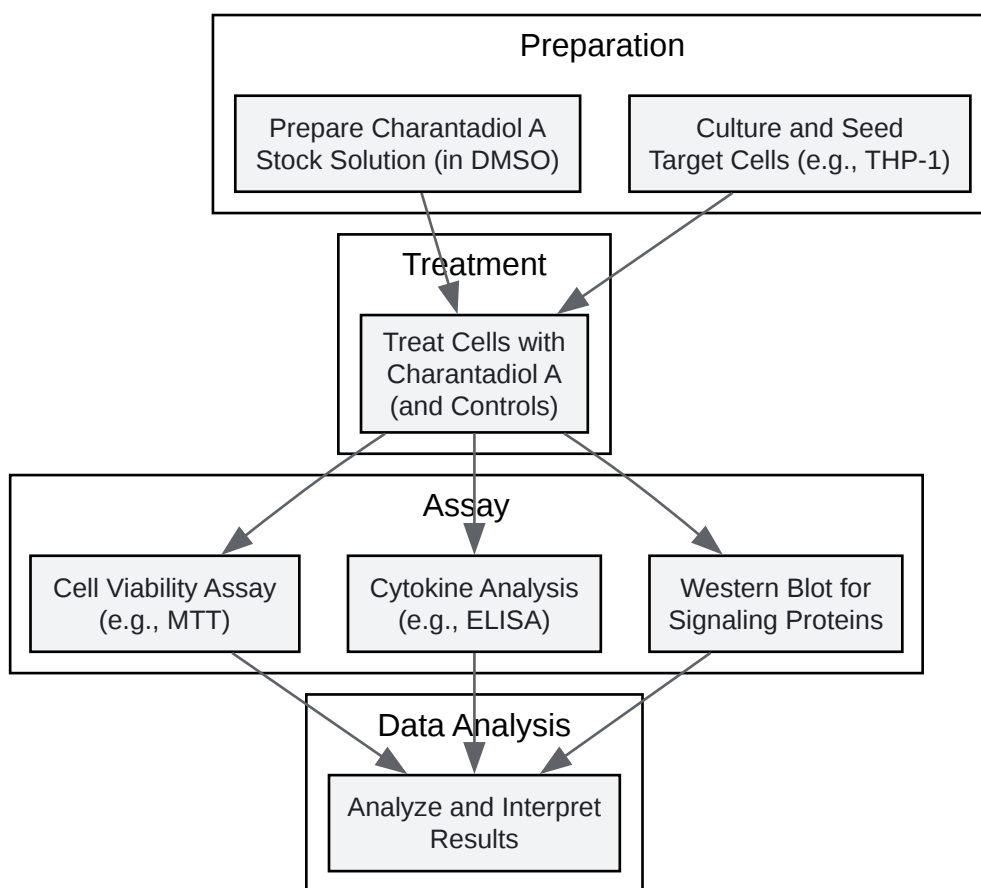 Preparation
Prepare Charantadiol A
Stock Solution (in DMSO)
Culture and Seed
Target Cells (e.g., THP-1)
Treatment
Treat Cells with
Charantadiol A
(and Controls)
Assay
Cell Viability Assay
(e.g., MTT)
Cytokine Analysis
(e.g., ELISA)
Western Blot for
Signaling Proteins
Data Analysis
Analyze and Interpret
Results